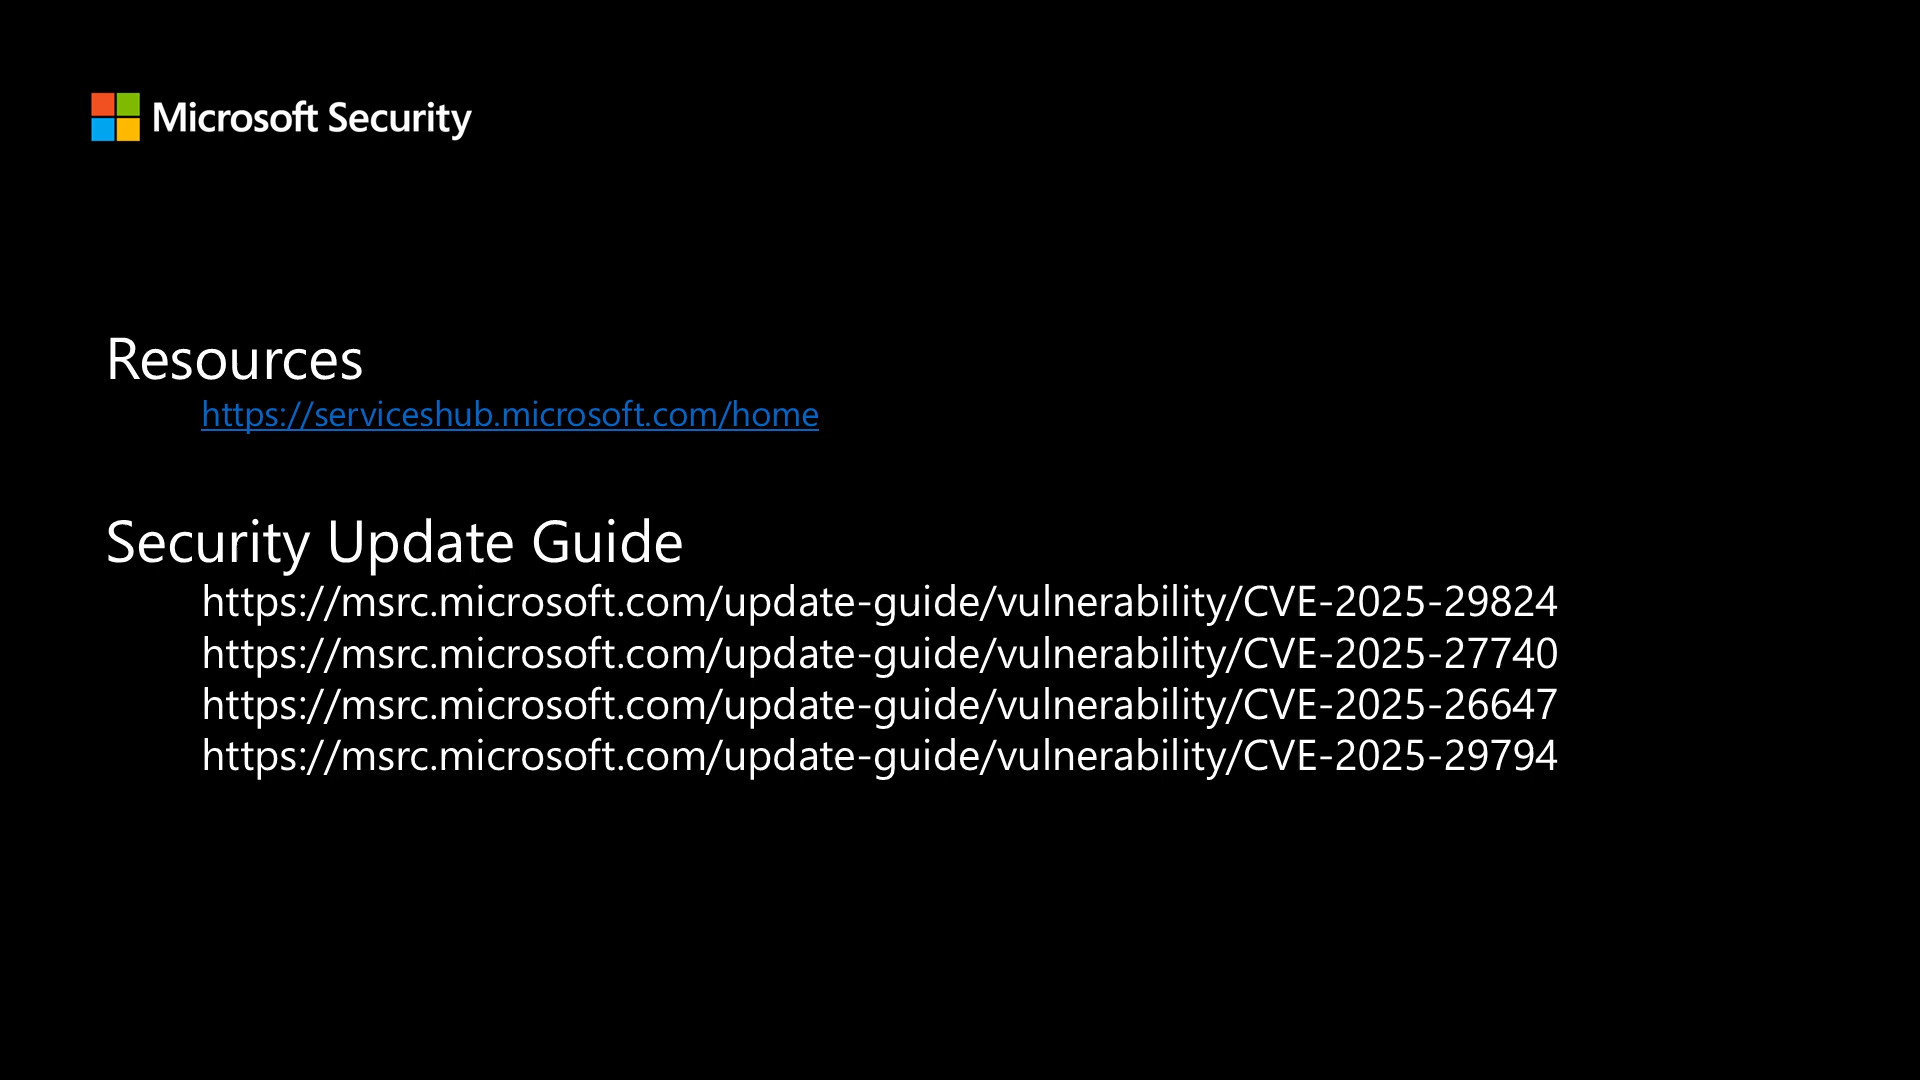 Microsoft Security
Resources
https://serviceshub.microsoft.com/home
Security Update Guide
https://msrc.microsoft.com/update-guide/vulnerability/CVE-2025-29824
https://msrc.microsoft.com/update-guide/vulnerability/CVE-2025-27740
https://msrc.microsoft.com/update-guide/vulnerability/CVE-2025-26647
https://msrc.microsoft.com/update-guide/vulnerability/CVE-2025-29794